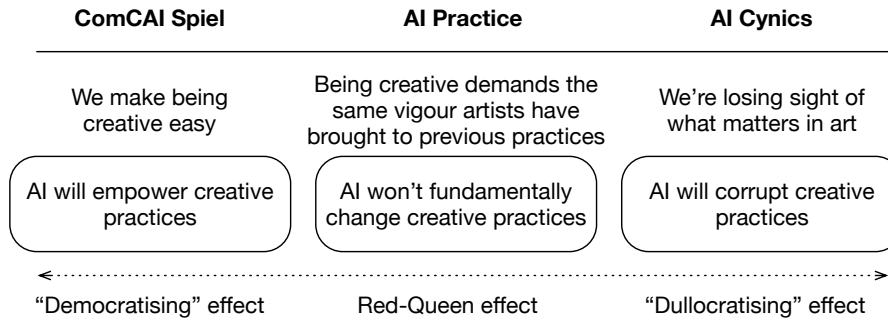 ComCAI Spiel
AI Practice
AI Cynics
We make being
creative easy
Being creative demands the
same vigour artists have
brought to previous practices
We're losing sight of
what matters in art
AI will empower creative
practices
AI won't fundamentally
change creative practices
AI will corrupt creative
practices
“Democratising” effect
Red-Queen effect
“Dullocratising” effect